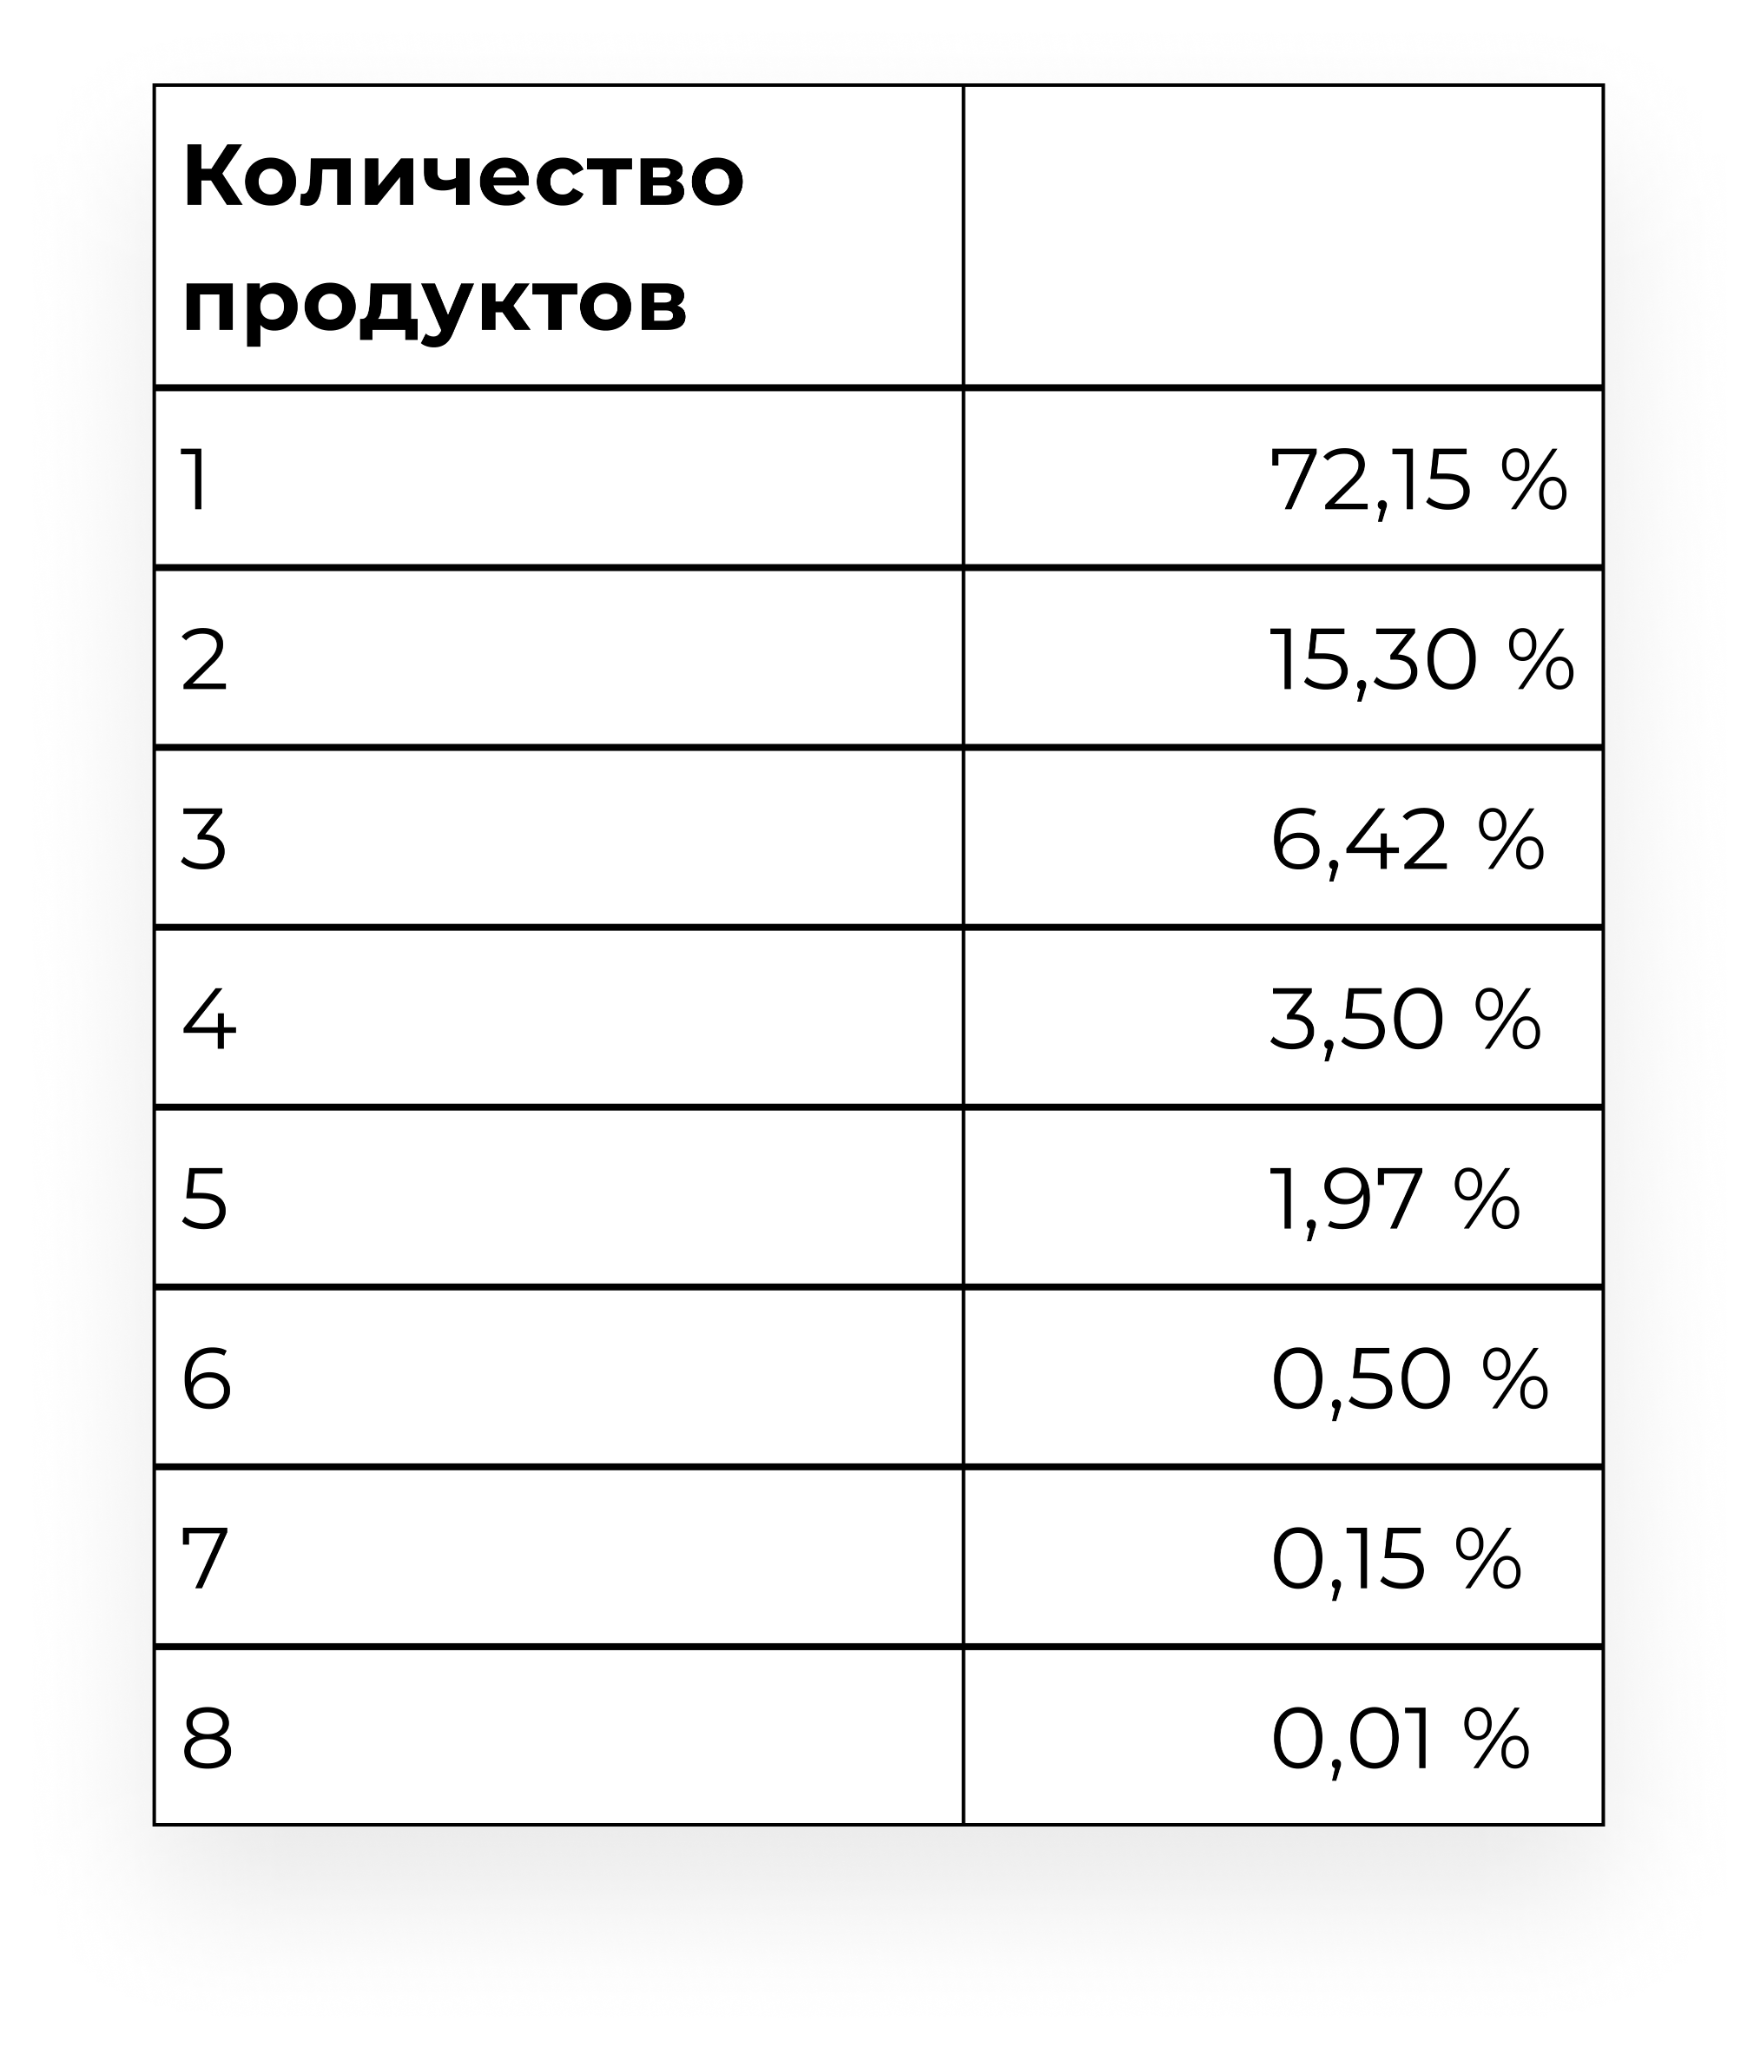 Количество
продуктов
1 72,15 %
2 15,30 %
3 6,42 %
4 3,50 %
5 1,97 %
6 0,50 %
7 0,15 %
8 0,01 %